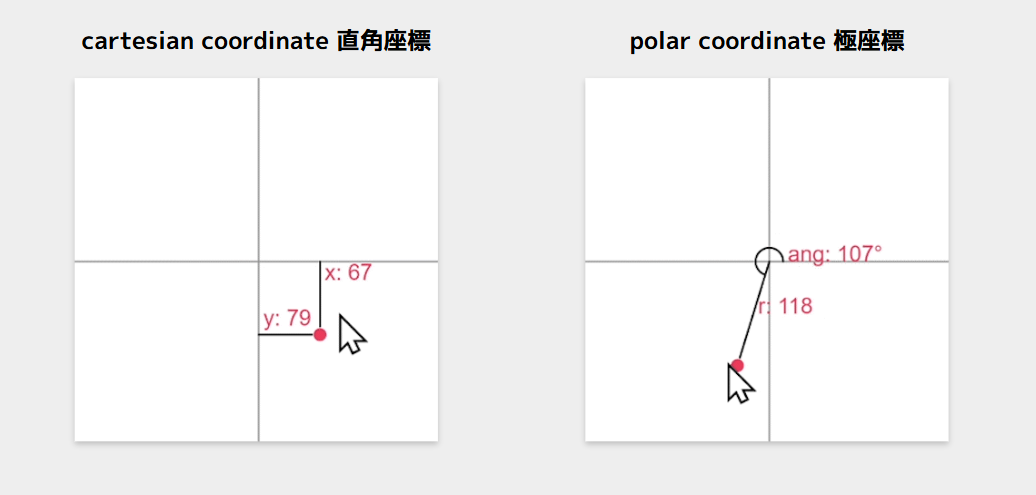 cartesian coordinate 直角座標
x: 67
y: 79
polar coordinate 極座標
ang: 107°
r: 118